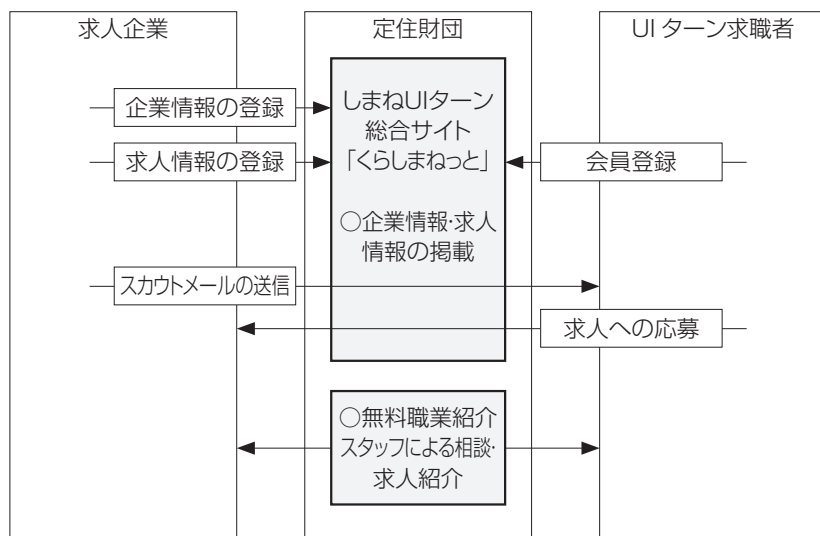 求人企業
定住財団
UIターン求職者
企業情報の登録
求人情報の登録
しまねUIターン
総合サイト
「くらしまねっと」
○企業情報・求人
情報の掲載
会員登録
スカウトメールの送信
求人への応募
○無料職業紹介
スタッフによる相談・
求人紹介